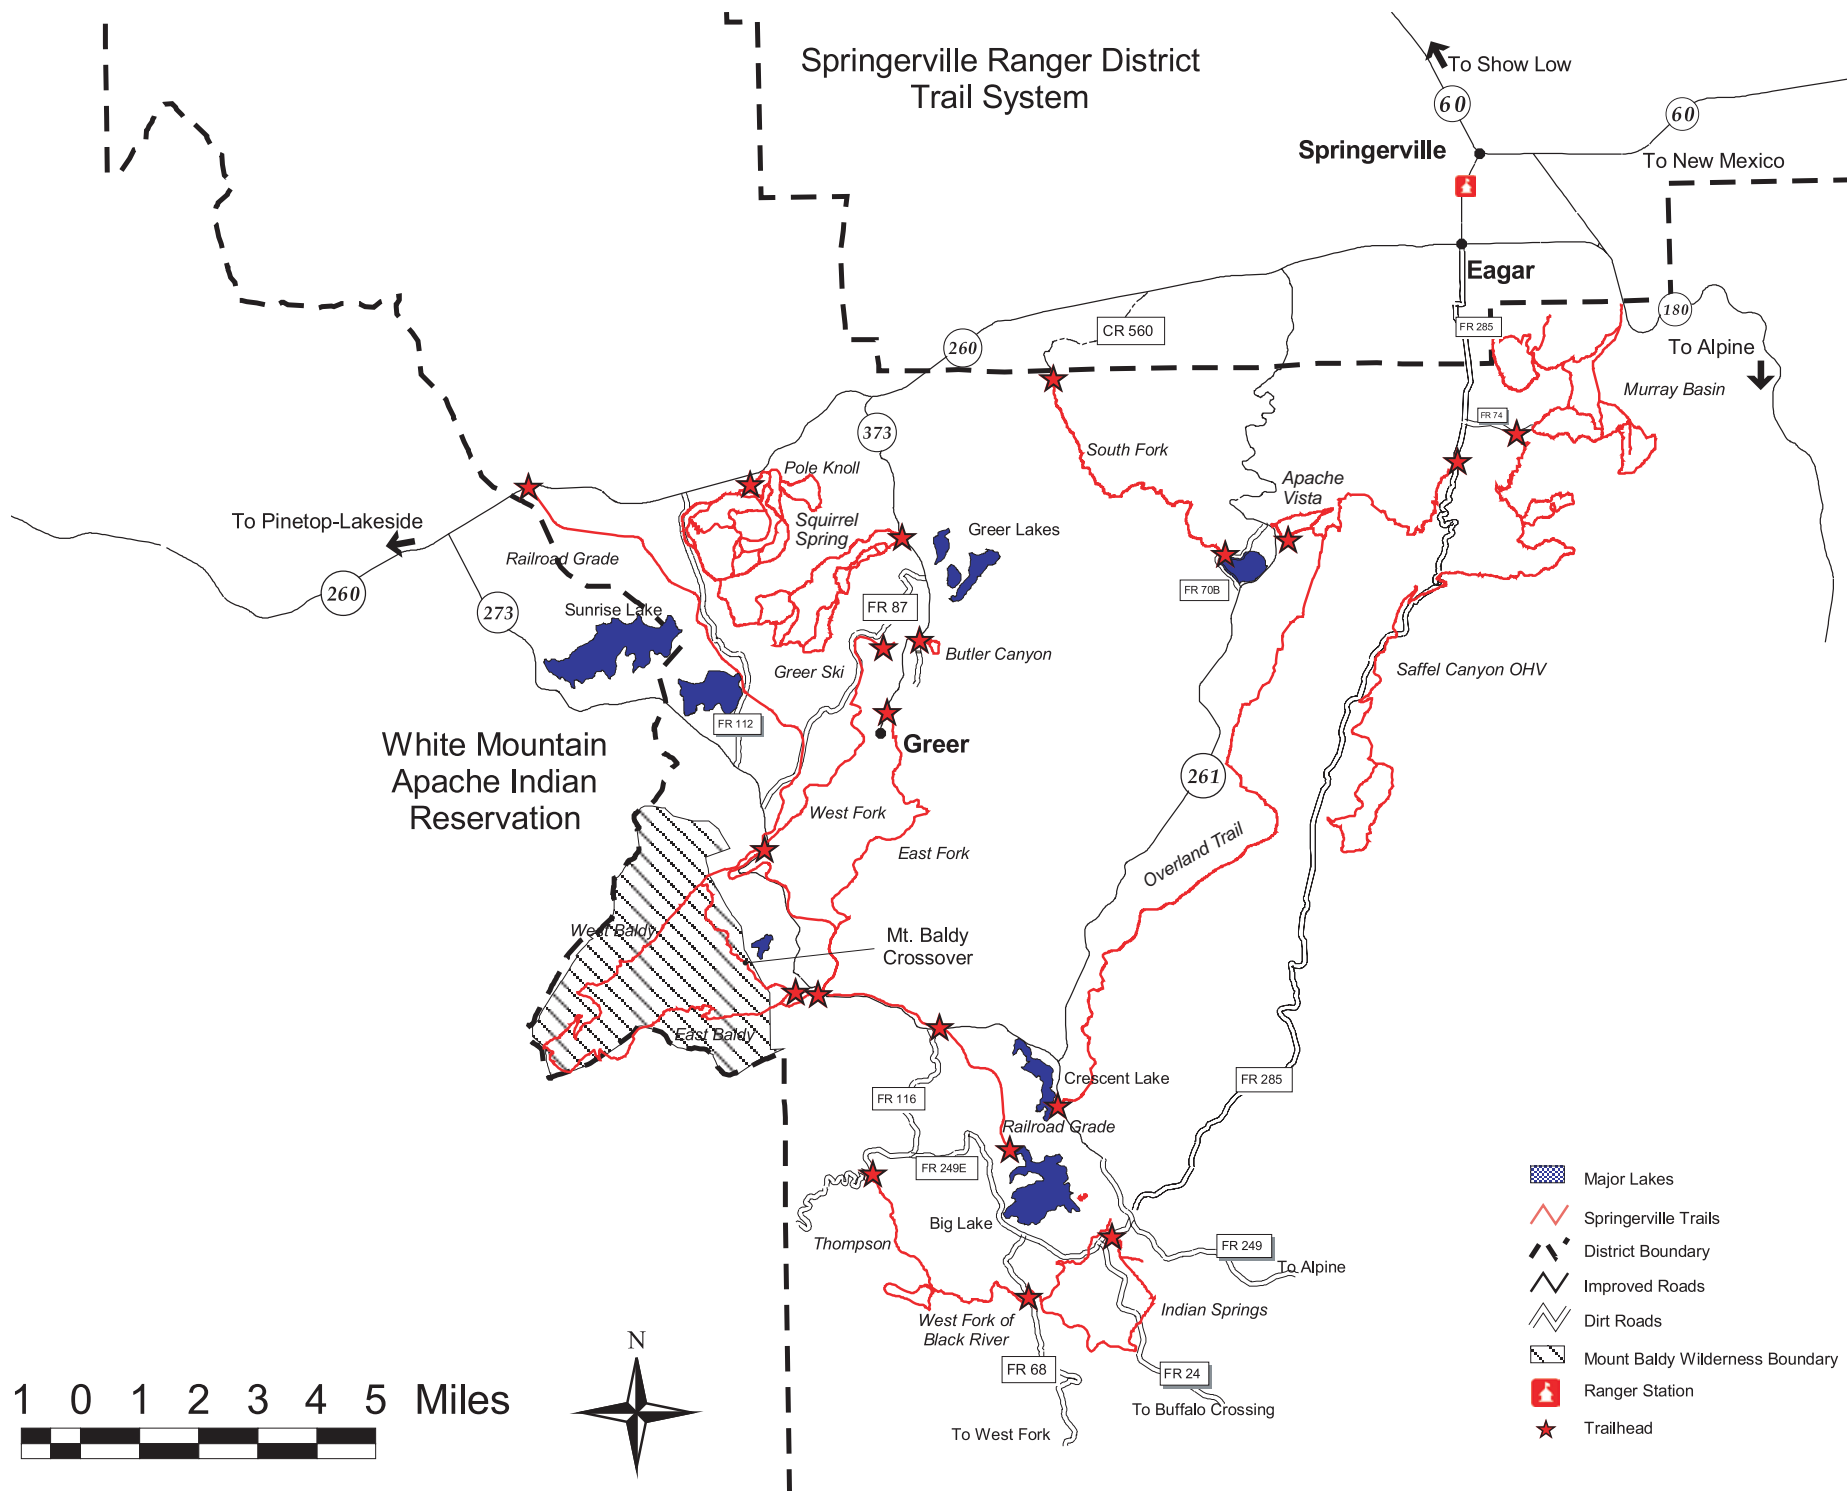 Springerville Ranger District
Trail System
To Show Low
60
60
Springerville
To New Mexico
Eagar
180
FR 285
CR 560
260
To Alpine
Murray Basin
373
FR 74
South Fork
Pole Knoll
Apache
Vista
Squirrel
Spring
To Pinetop-Lakeside
Greer Lakes
Railroad Grade
260
273
Sunrise Lake
FR 87
FR 70B
Greer Ski
Butler Canyon
Saffel Canyon OHV
FR 112
White Mountain
Apache Indian
Reservation
Greer
261
West Fork
East Fork
Overland Trail
West Baldy
Mt. Baldy
Crossover
East Baldy
Crescent Lake
FR 285
FR 116
Railroad Grade
FR 249E
Big Lake
Thompson
FR 249
To Alpine
West Fork of
Black River
Indian Springs
FR 68
FR 24
To Buffalo Crossing
To West Fork
N
1 0 1 2 3 4 5 Miles
Major Lakes
Springerville Trails
District Boundary
Improved Roads
Dirt Roads
Mount Baldy Wilderness Boundary
Ranger Station
Trailhead